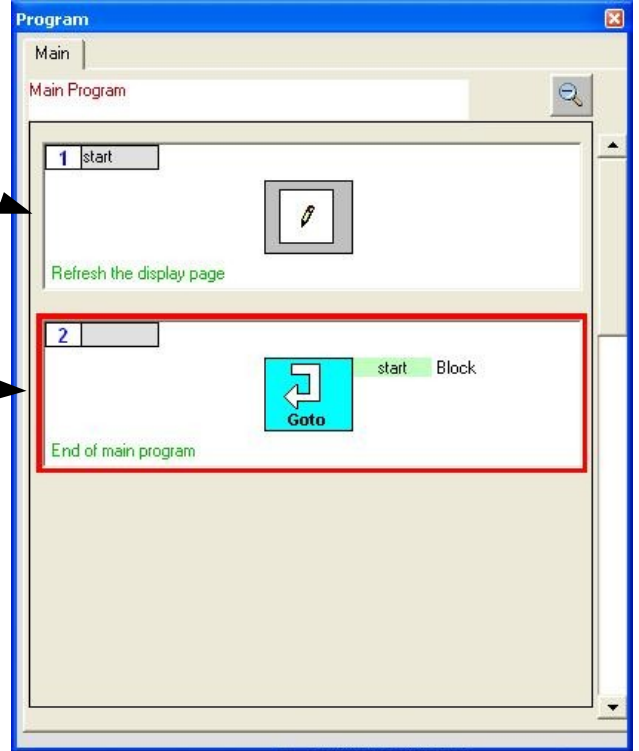 Program
Main
Main Program
1 start
Refresh the display page
2
start Block
Goto
End of main program